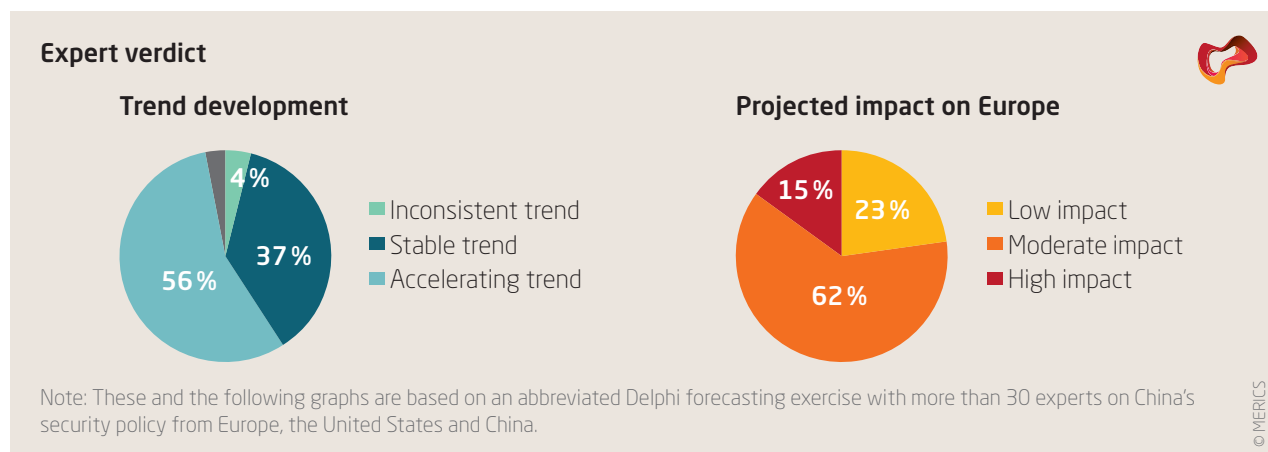 Expert verdict
Trend development
4 %
37 %
56 %
Inconsistent trend
Stable trend
Accelerating trend
Projected impact on Europe
15 %
23 %
62 %
Low impact
Moderate impact
High impact
Note: These and the following graphs are based on an abbreviated Delphi forecasting exercise with more than 30 experts on China's
security policy from Europe, the United States and China.
© MERICS